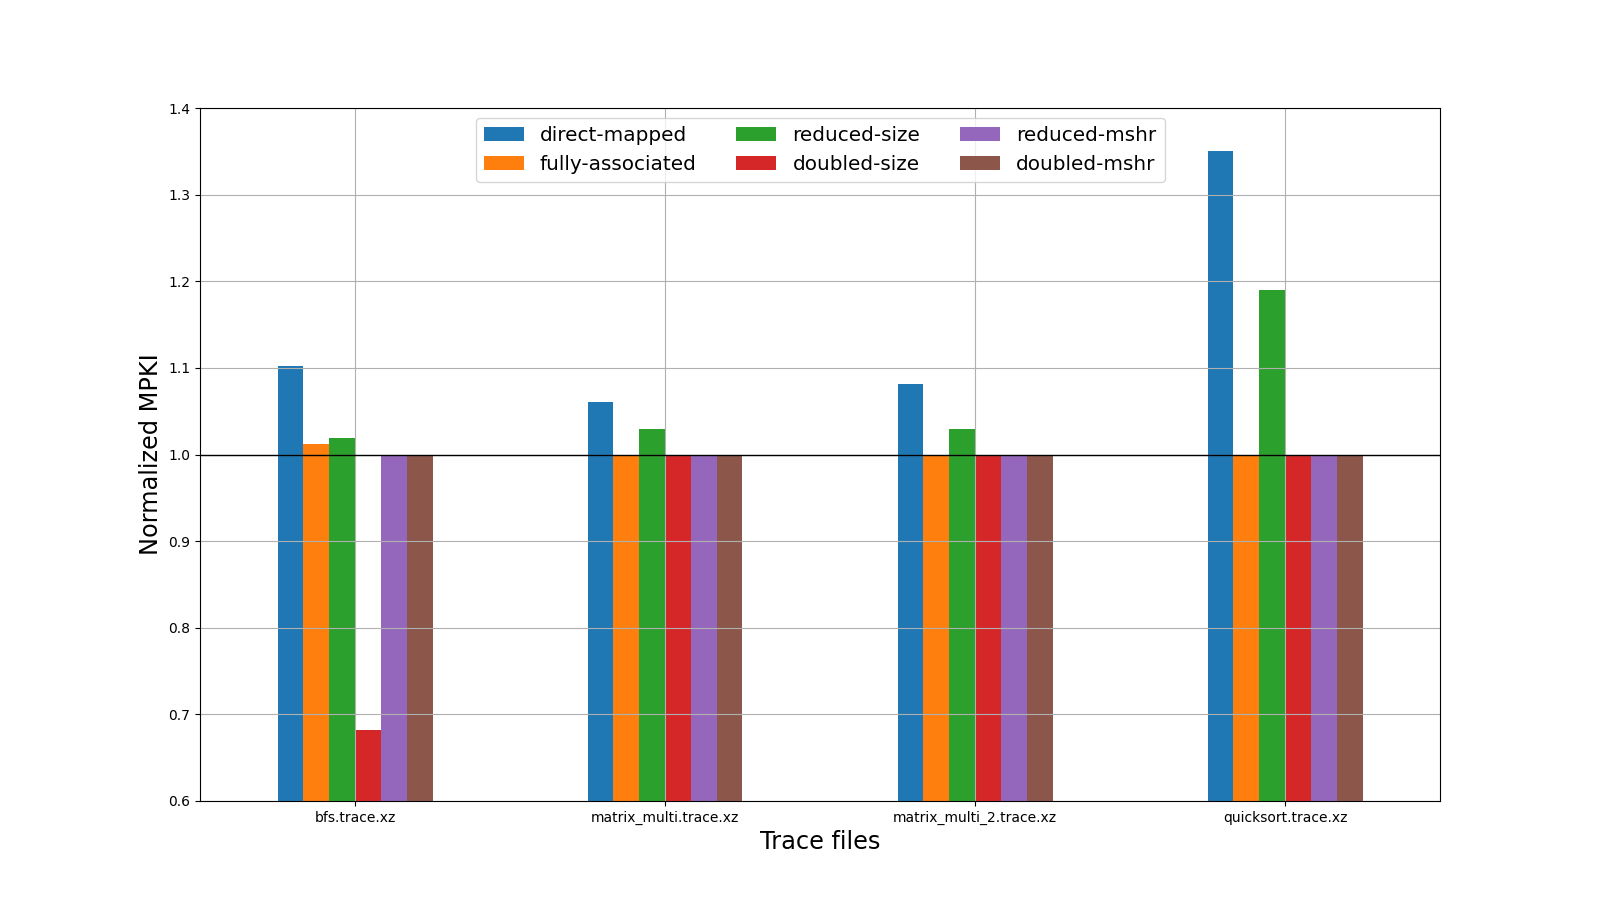 1.4
1.3
1.2
1.1
1.0
0.9
0.8
0.7
0.6
Normalized MPKI
direct-mapped
fully-associated
reduced-size
doubled-size
reduced-mshr
doubled-mshr
bfs.trace.xz
matrix_multi.trace.xz
matrix_multi_2.trace.xz
quicksort.trace.xz
Trace files